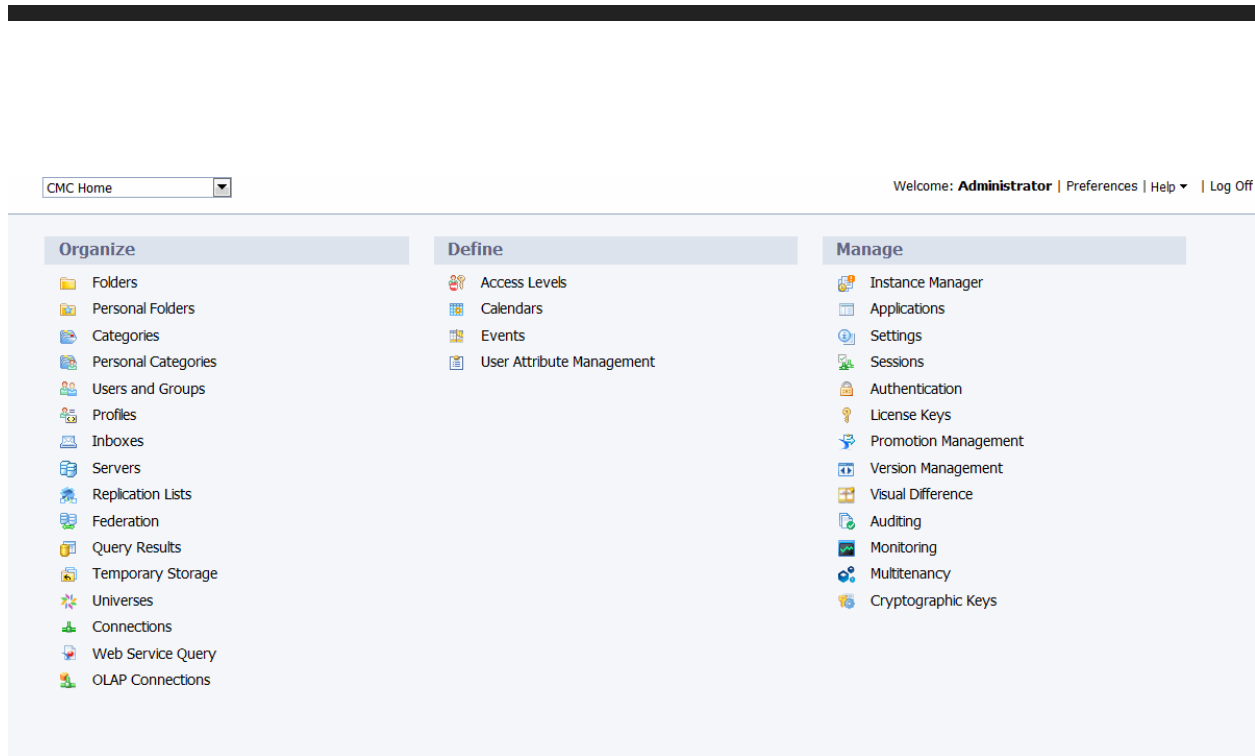 CMC Home
Welcome: Administrator | Preferences | Help | Log Off
Organize
Folders
Personal Folders
Categories
Personal Categories
Users and Groups
Profiles
Inboxes
Servers
Replication Lists
Federation
Query Results
Temporary Storage
Universes
Connections
Web Service Query
OLAP Connections
Define
Access Levels
Calendars
Events
User Attribute Management
Manage
Instance Manager
Applications
Settings
Sessions
Authentication
License Keys
Promotion Management
Version Management
Visual Difference
Auditing
Monitoring
Multitenancy
Cryptographic Keys